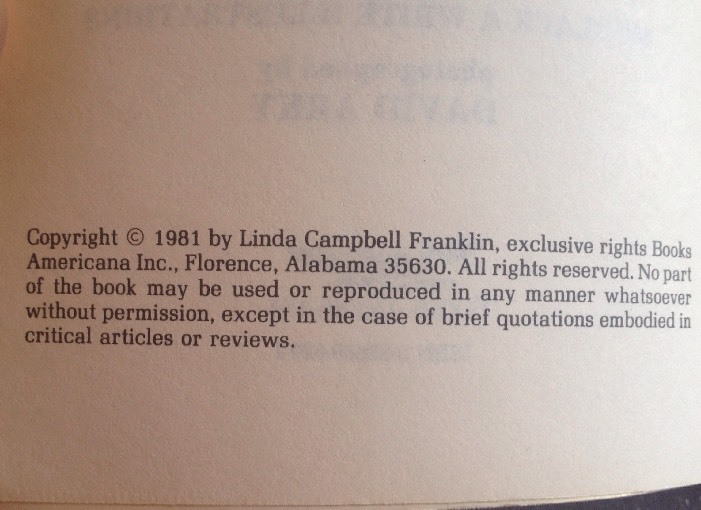 Copyright © 1981 by Linda Campbell Franklin, exclusive rights Books
Americana Inc., Florence, Alabama 35630. All rights reserved. No part
of the book may be used or reproduced in any manner whatsoever
without permission, except in the case of brief quotations embodied in
critical articles or reviews.